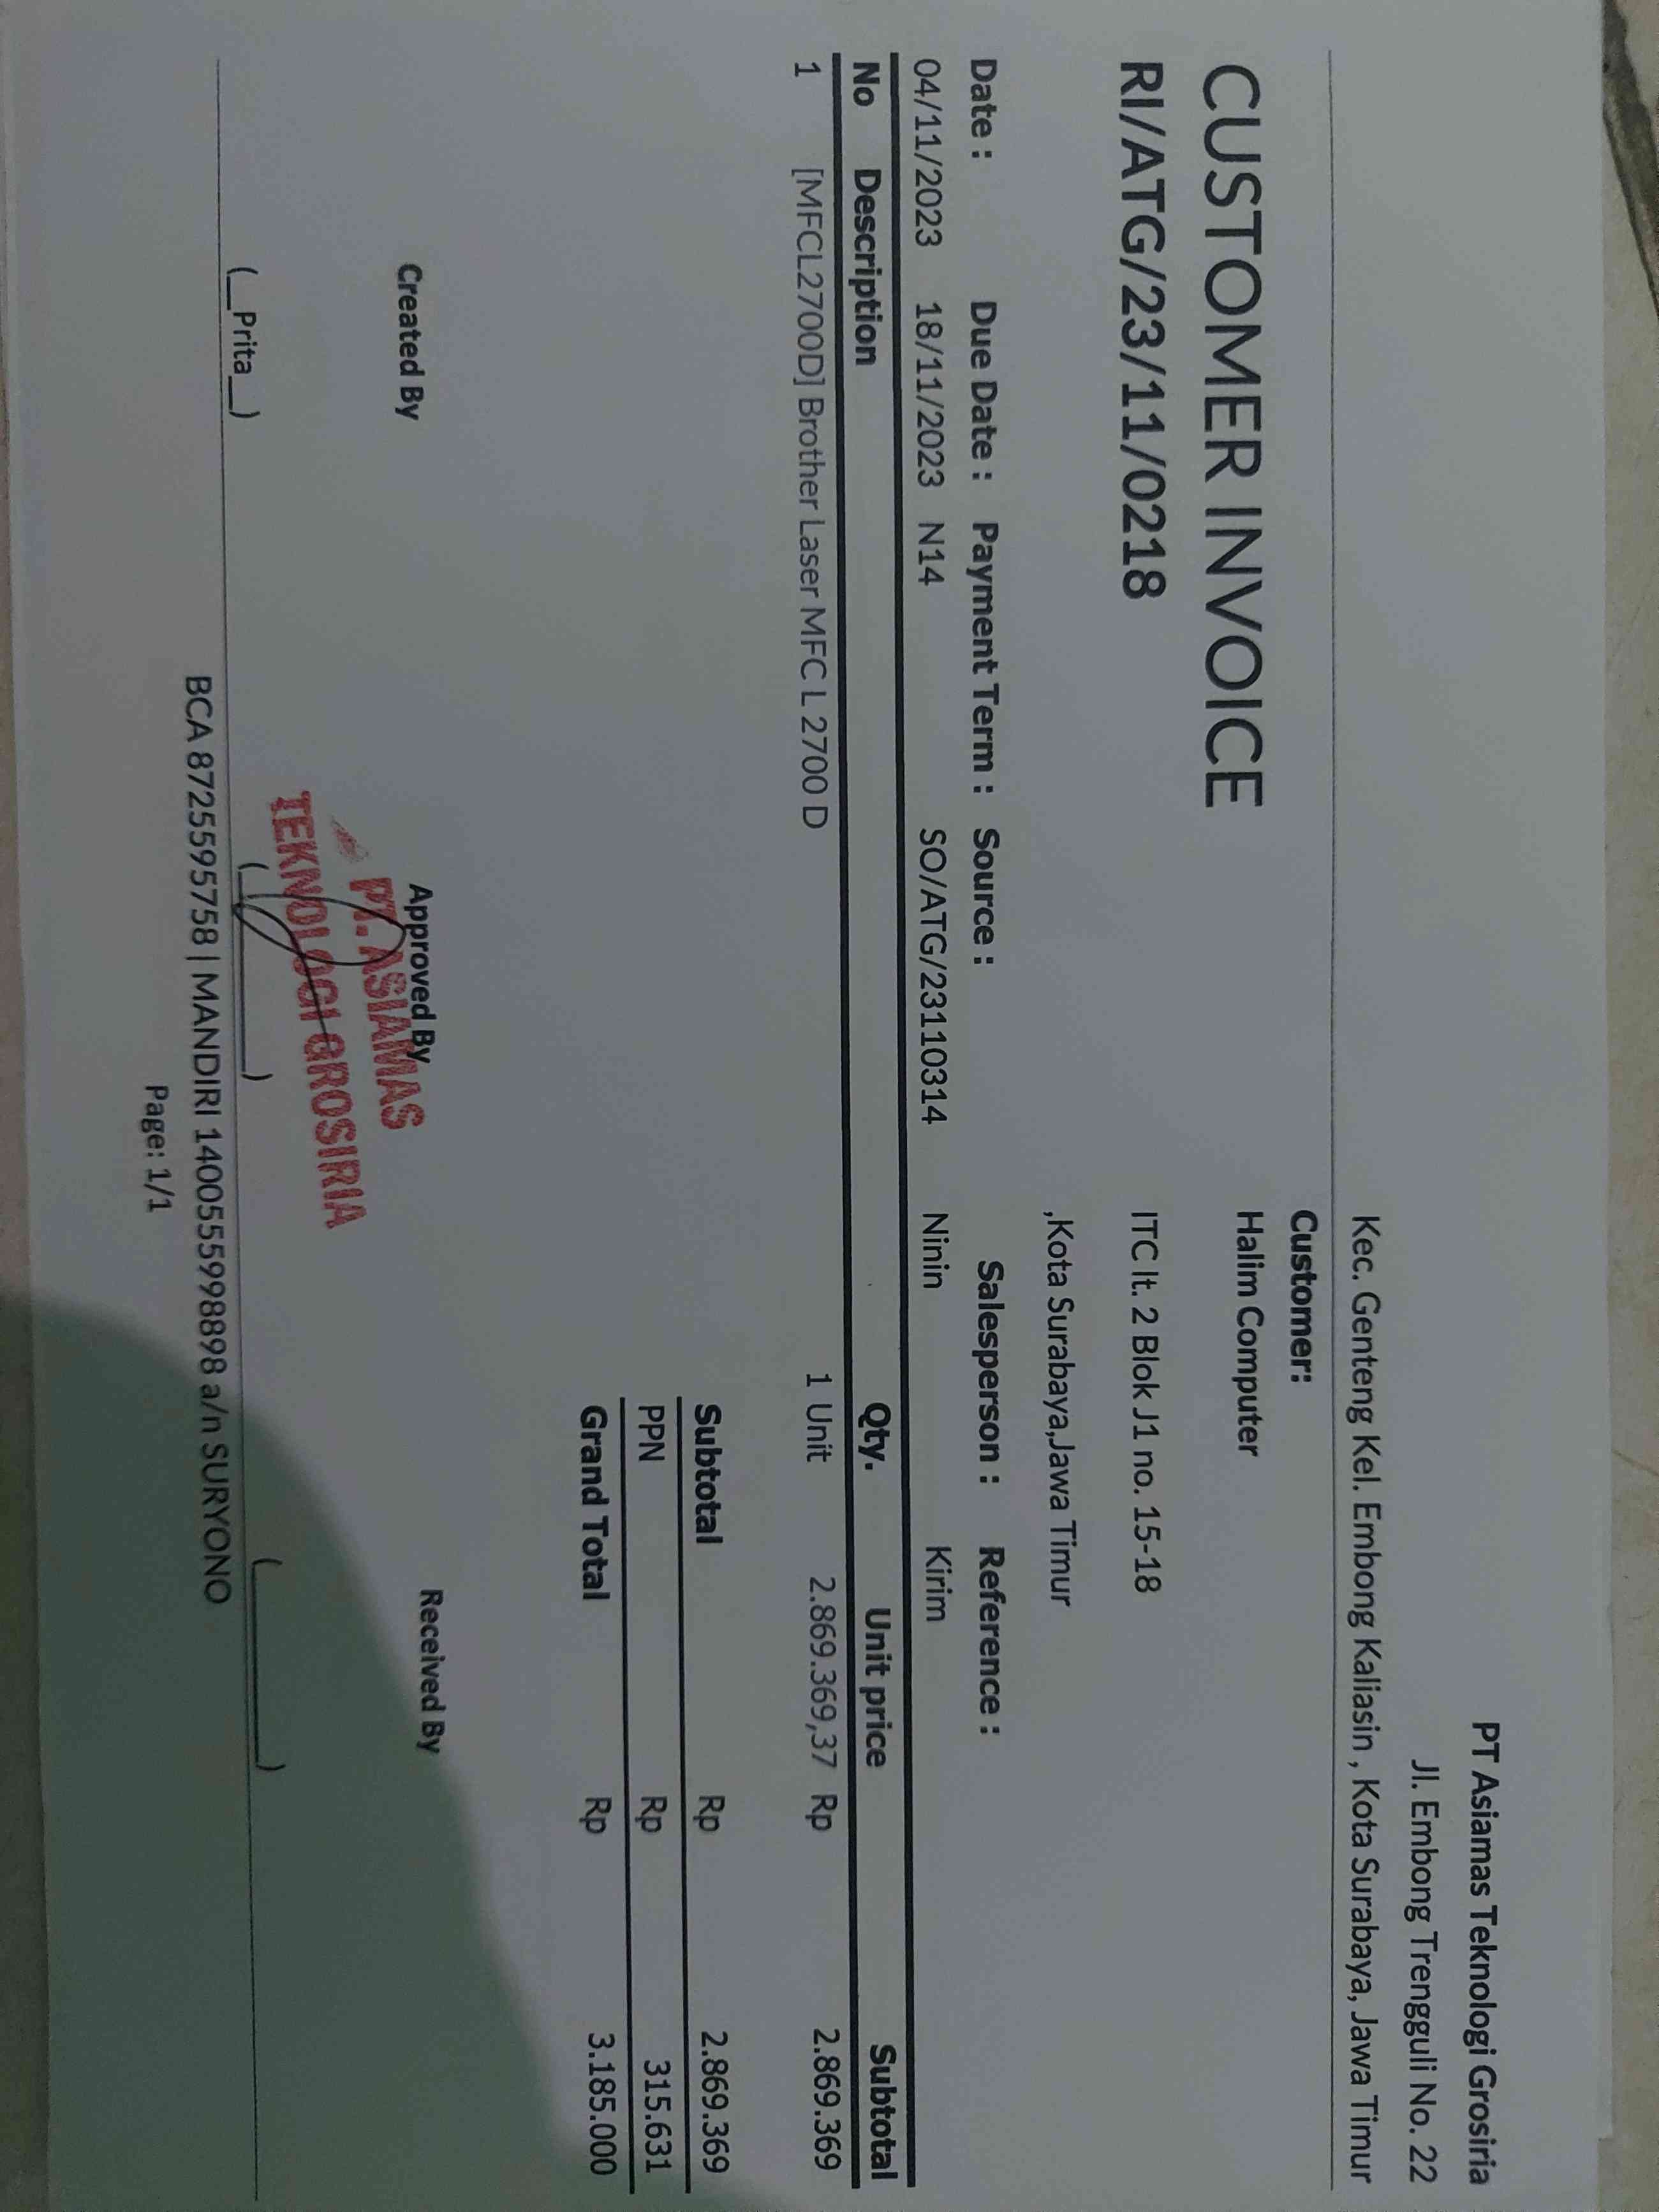 PT Asiamas Teknologi Grosiria
Jl. Embong Trengguli No. 22
Kec. Genteng Kel. Embong Kaliasin , Kota Surabaya, Jawa Timur
CUSTOMER INVOICE
RI/ATG/23/11/0218
Customer:
Halim Computer
ITC lt. 2 Blok J1 no. 15-18
,Kota Surabaya,Jawa Timur
Date : Due Date : Payment Term : Source : Salesperson : Reference :
04/11/2023 18/11/2023 N14 SO/ATG/23110314 Ninin Kirim
No Description Qty. Unit price Subtotal
1 [MFCL2700D] Brother Laser MFC L 2700 D 1 Unit 2.869.369,37 Rp 2.869.369
Subtotal Rp 2.869.369
PPN Rp 315.631
Grand Total Rp 3.185.000
Created By Approved By Received By
PT. ASIAMAS
TEKNOLOGI GROSIRIA
(__Prita__) (________) (________)
BCA 8725595758 | MANDIRI 1400555998898 a/n SURYONO
Page: 1/1